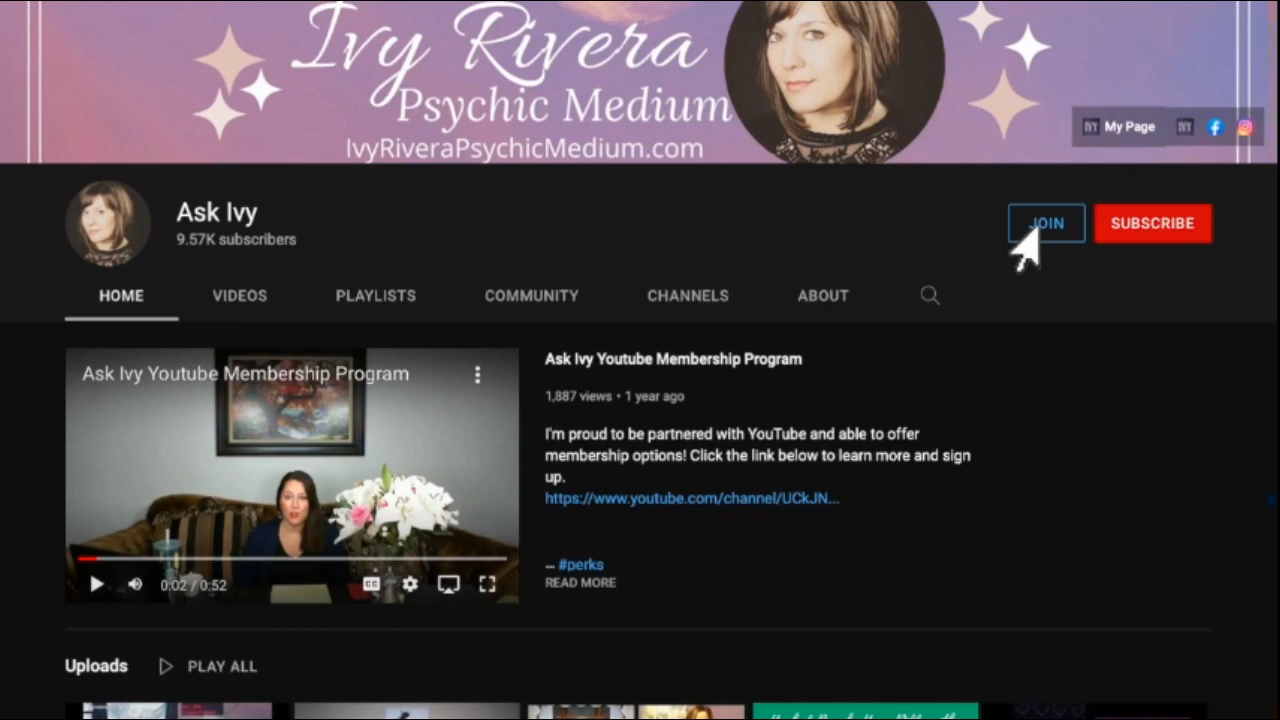 Ivy Rivera
Psychic Medium
IvyRiveraPsychicMedium.com
IVY My Page IVY
Ask Ivy
9.57K subscribers
JOIN SUBSCRIBE
HOME VIDEOS PLAYLISTS COMMUNITY CHANNELS ABOUT
Ask Ivy Youtube Membership Program
0:02 / 0:52
CC
Ask Ivy Youtube Membership Program
1,887 views • 1 year ago
I'm proud to be partnered with YouTube and able to offer
membership options! Click the link below to learn more and sign
up.
https://www.youtube.com/channel/UCkJN...
... #perks
READ MORE
Uploads PLAY ALL